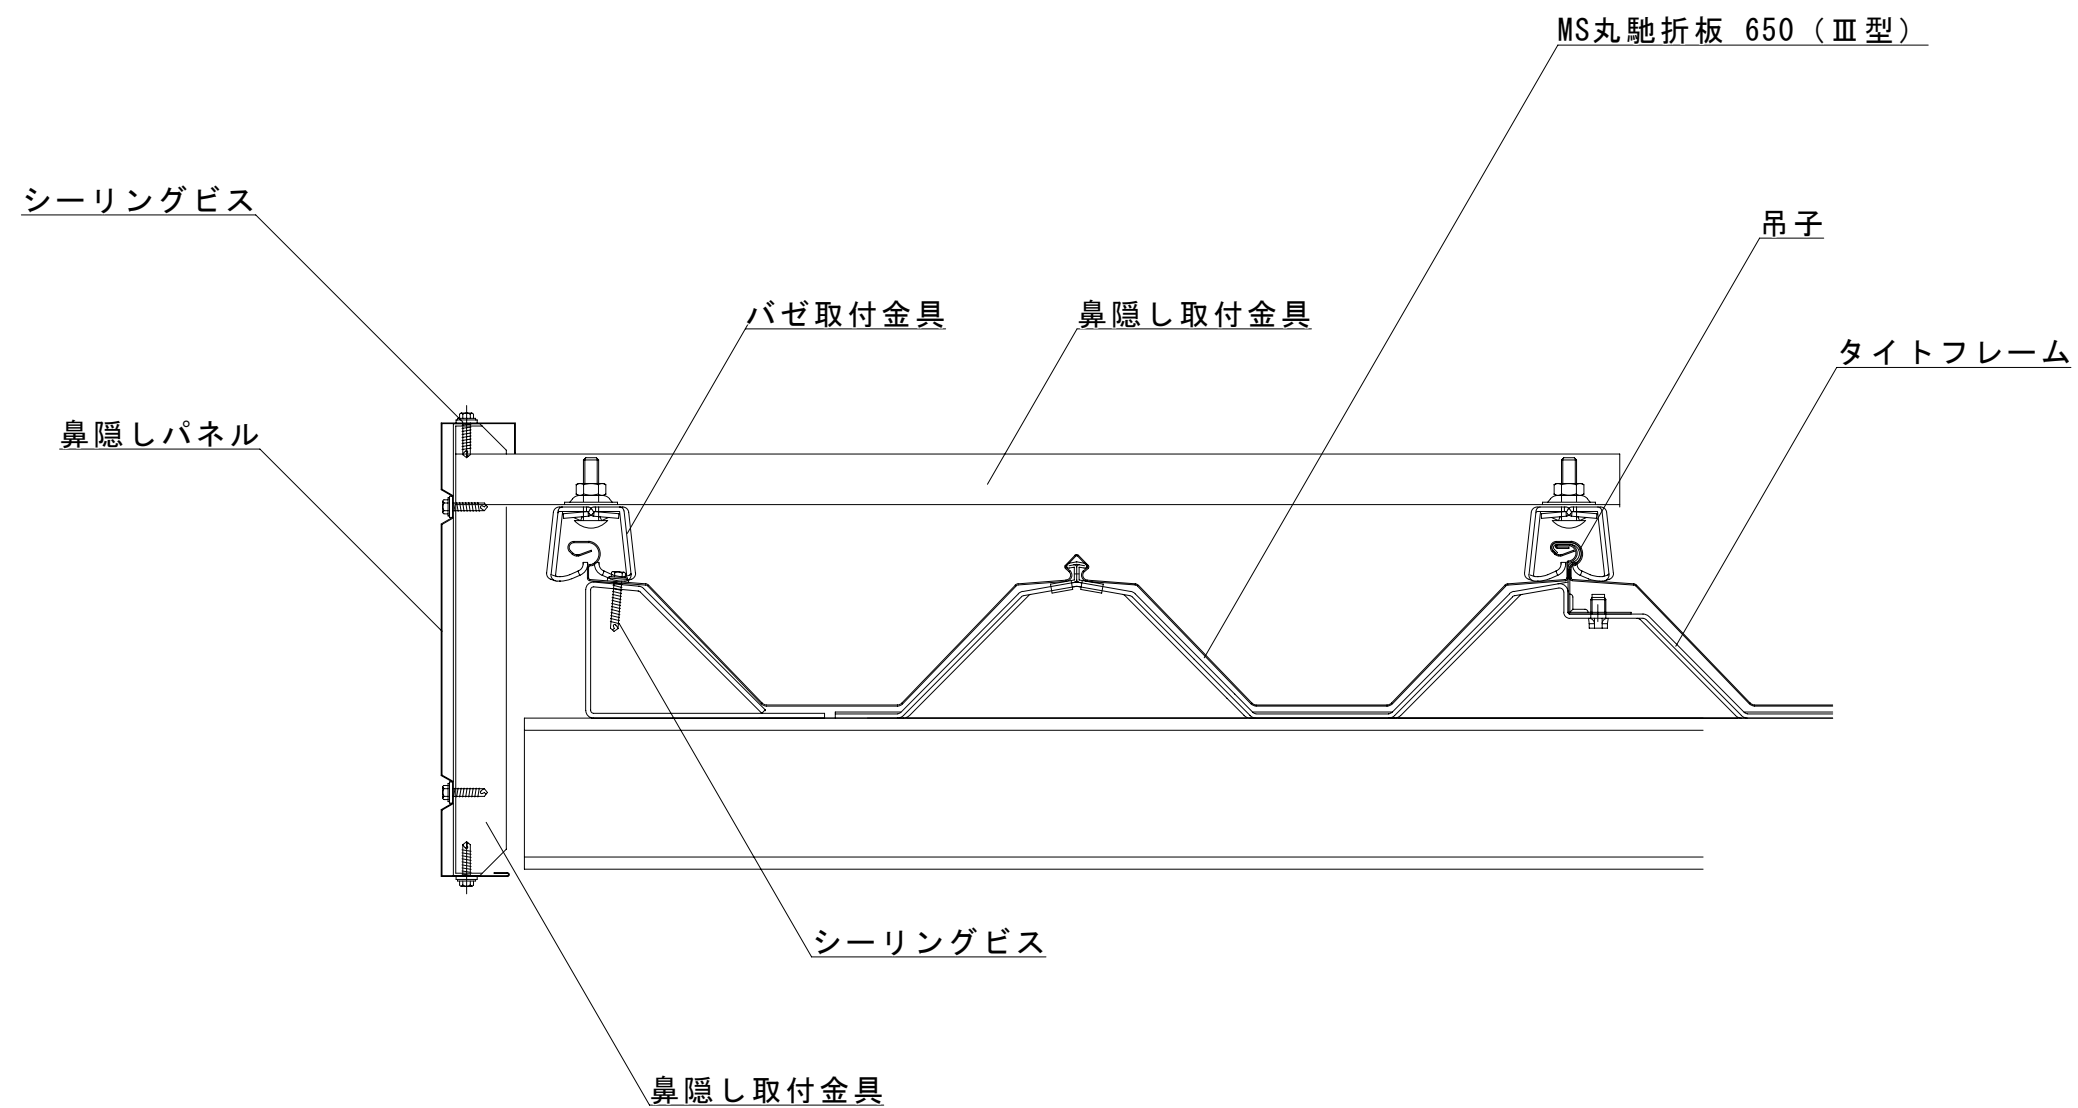 MS丸馳折板 650（Ⅲ型）
シーリングビス
吊子
バゼ取付金具
鼻隠し取付金具
タイトフレーム
鼻隠しパネル
シーリングビス
鼻隠し取付金具